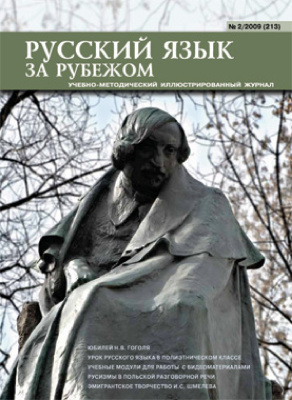 № 2/2009 (213)
РУССКИЙ ЯЗЫК
ЗА РУБЕЖОМ
УЧЕБНО-МЕТОДИЧЕСКИЙ ИЛЛЮСТРИРОВАННЫЙ ЖУРНАЛ
ЮБИЛЕЙ Н.В. ГОГОЛЯ
УРОК РУССКОГО ЯЗЫКА В ПОЛИЭТНИЧЕСКОМ КЛАССЕ
УЧЕБНЫЕ МОДУЛИ ДЛЯ РАБОТЫ С ВИДЕОМАТЕРИАЛАМИ
РУСИЗМЫ В ПОЛЬСКОЙ РАЗГОВОРНОЙ РЕЧИ
ЭМИГРАНТСКОЕ ТВОРЧЕСТВО И.С. ШМЕЛЕВА